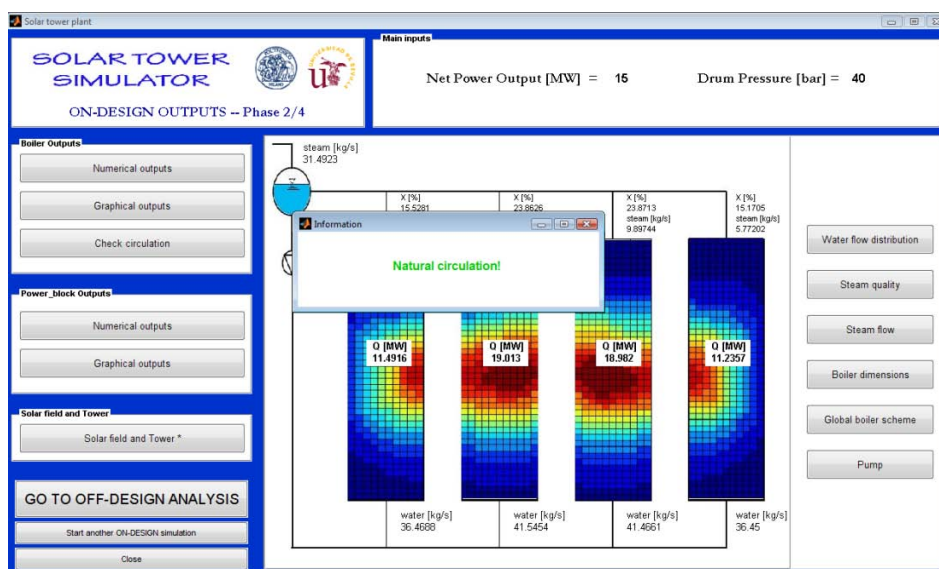 Solar tower plant
SOLAR TOWER
SIMULATOR
ON-DESIGN OUTPUTS -- Phase 2/4
Main inputs
Net Power Output [MW] = 15
Drum Pressure [bar] = 40
Boiler Outputs
Numerical outputs
Graphical outputs
Check circulation
Power_block Outputs
Numerical outputs
Graphical outputs
Solar field and Tower
Solar field and Tower *
GO TO OFF-DESIGN ANALYSIS
Start another ON-DESIGN simulation
Close
steam [kg/s]
31.4923
X [%]
15.5281
X [%]
23.8626
X [%]
23.8713
steam [kg/s]
9.89744
X [%]
15.1705
steam [kg/s]
5.77202
Information
Natural circulation!
Q [MW]
11.4916
Q [MW]
19.013
Q [MW]
18.982
Q [MW]
11.2357
water [kg/s]
36.4688
water [kg/s]
41.5454
water [kg/s]
41.4661
water [kg/s]
36.45
Water flow distribution
Steam quality
Steam flow
Boiler dimensions
Global boiler scheme
Pump